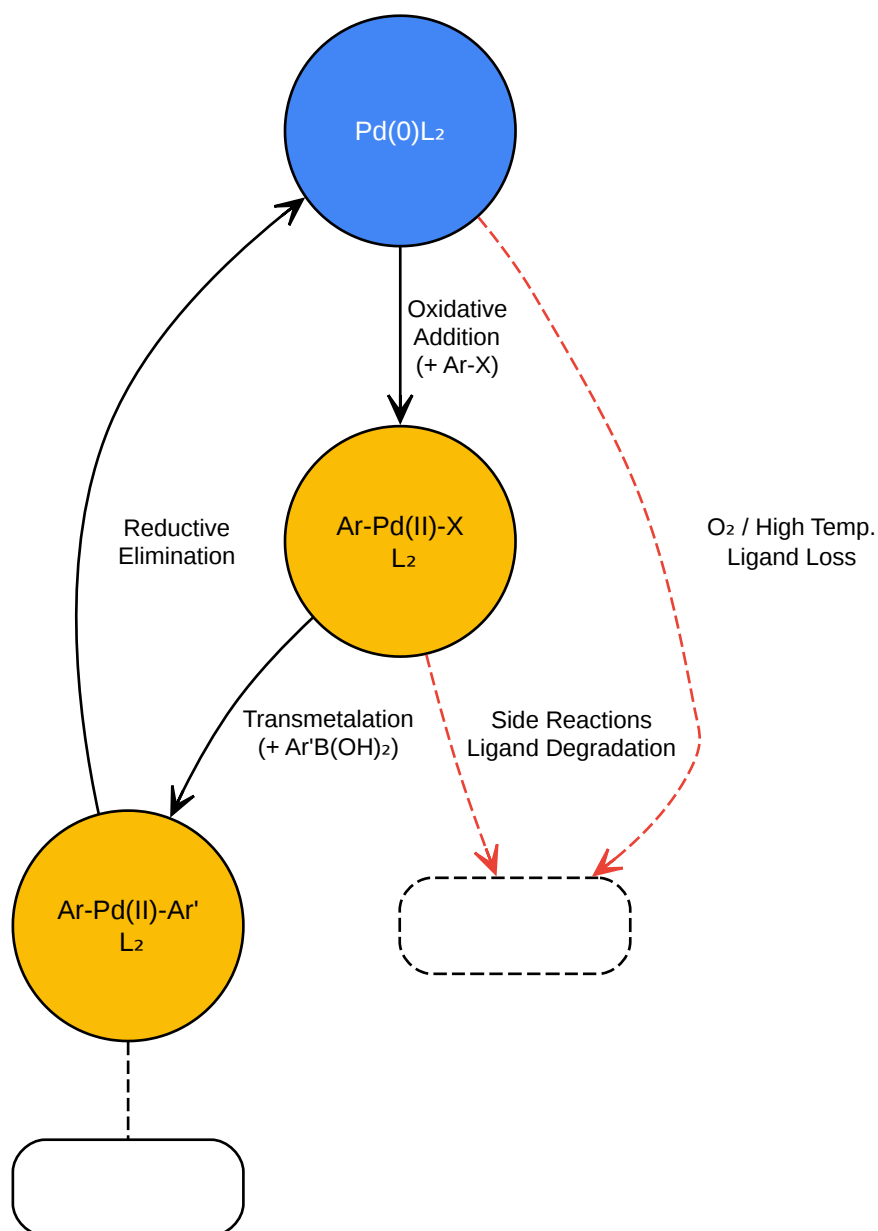 Pd(0)L₂
Oxidative
Addition
(+ Ar-X)
Ar-Pd(II)-X
L₂
Reductive
Elimination
O₂ / High Temp.
Ligand Loss
Transmetalation
(+ Ar'B(OH)₂)
Side Reactions
Ligand Degradation
Ar-Pd(II)-Ar'
L₂